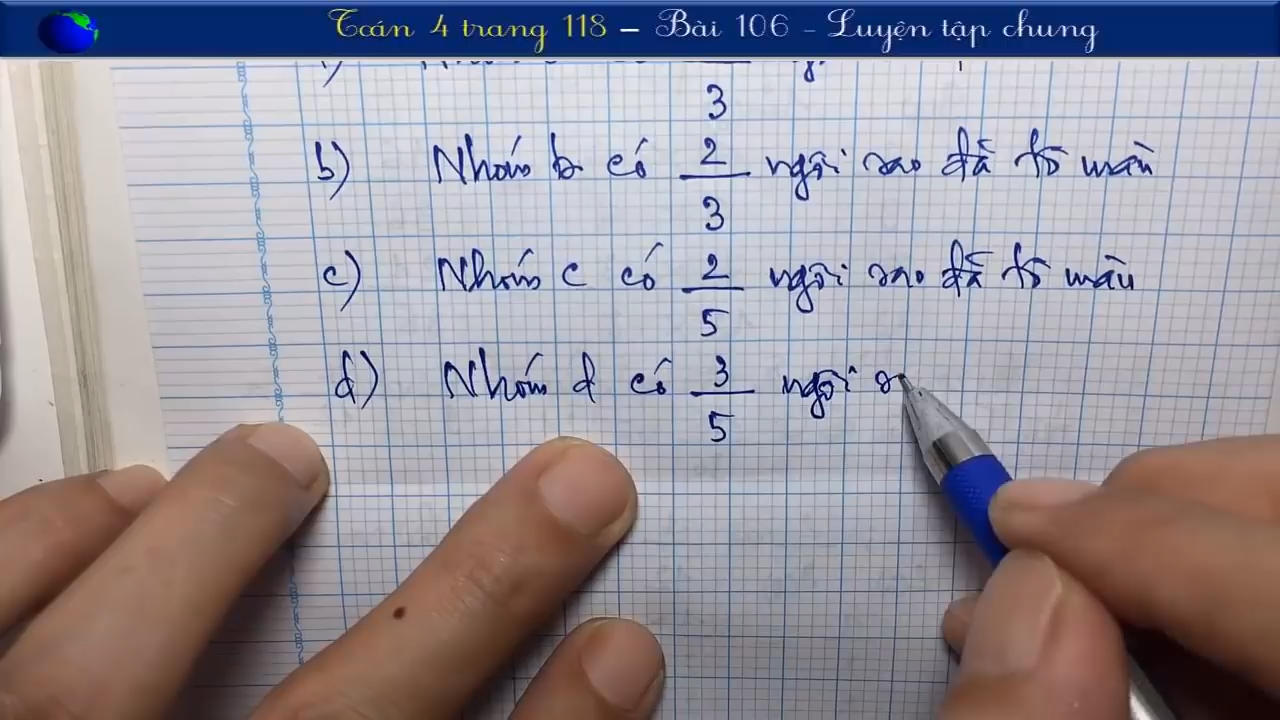 Toán 4 trang 118 – Bài 106 - Luyện tập chung
3
b) Nhóm b có 2/3 ngôi sao đã tô màu
c) Nhóm c có 2/5 ngôi sao đã tô màu
d) Nhóm d có 3/5 ngôi s